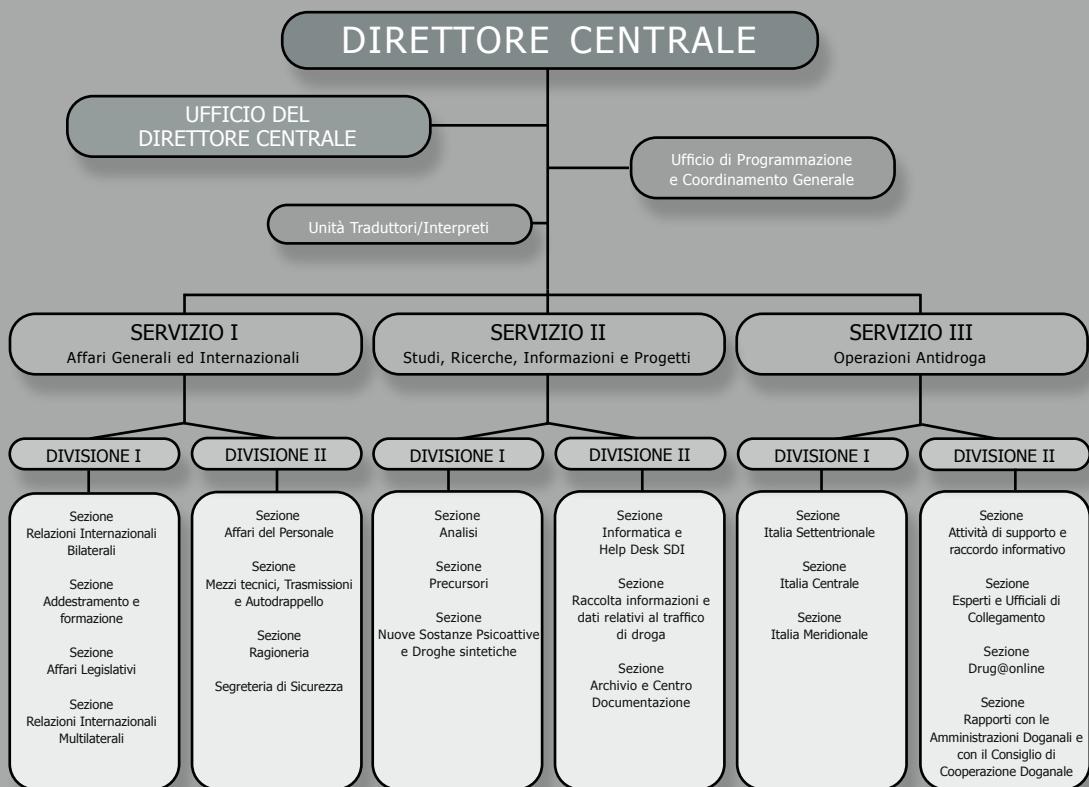 DIRETTORE CENTRALE
UFFICIO DEL
DIRETTORE CENTRALE
Ufficio di Programmazione
e Coordinamento Generale
Unità Traduttori/Interpreti
SERVIZIO I
Affari Generali ed Internazionali
SERVIZIO II
Studi, Ricerche, Informazioni e Progetti
SERVIZIO III
Operazioni Antidroga
DIVISIONE I
Sezione
Relazioni Internazionali
Bilaterali
Sezione
Addestramento e
formazione
Sezione
Affari Legislativi
Sezione
Relazioni Internazionali
Multilaterali
DIVISIONE II
Sezione
Affari del Personale
Sezione
Mezzi tecnici, Trasmissioni
e Autodrappello
Sezione
Ragioneria
Segreteria di Sicurezza
DIVISIONE I
Sezione
Analisi
Sezione
Precursori
Sezione
Nuove Sostanze Psicoattive
e Droghe sintetiche
DIVISIONE II
Sezione
Informatica e
Help Desk SDI
Sezione
Raccolta informazioni e
dati relativi al traffico
di droga
Sezione
Archivio e Centro
Documentazione
DIVISIONE I
Sezione
Italia Settentrionale
Sezione
Italia Centrale
Sezione
Italia Meridionale
DIVISIONE II
Sezione
Attività di supporto e
raccordo informativo
Sezione
Esperti e Ufficiali di
Collegamento
Sezione
Drug@online
Sezione
Rapporti con le
Amministrazioni Doganali e
con il Consiglio di
Cooperazione Doganale